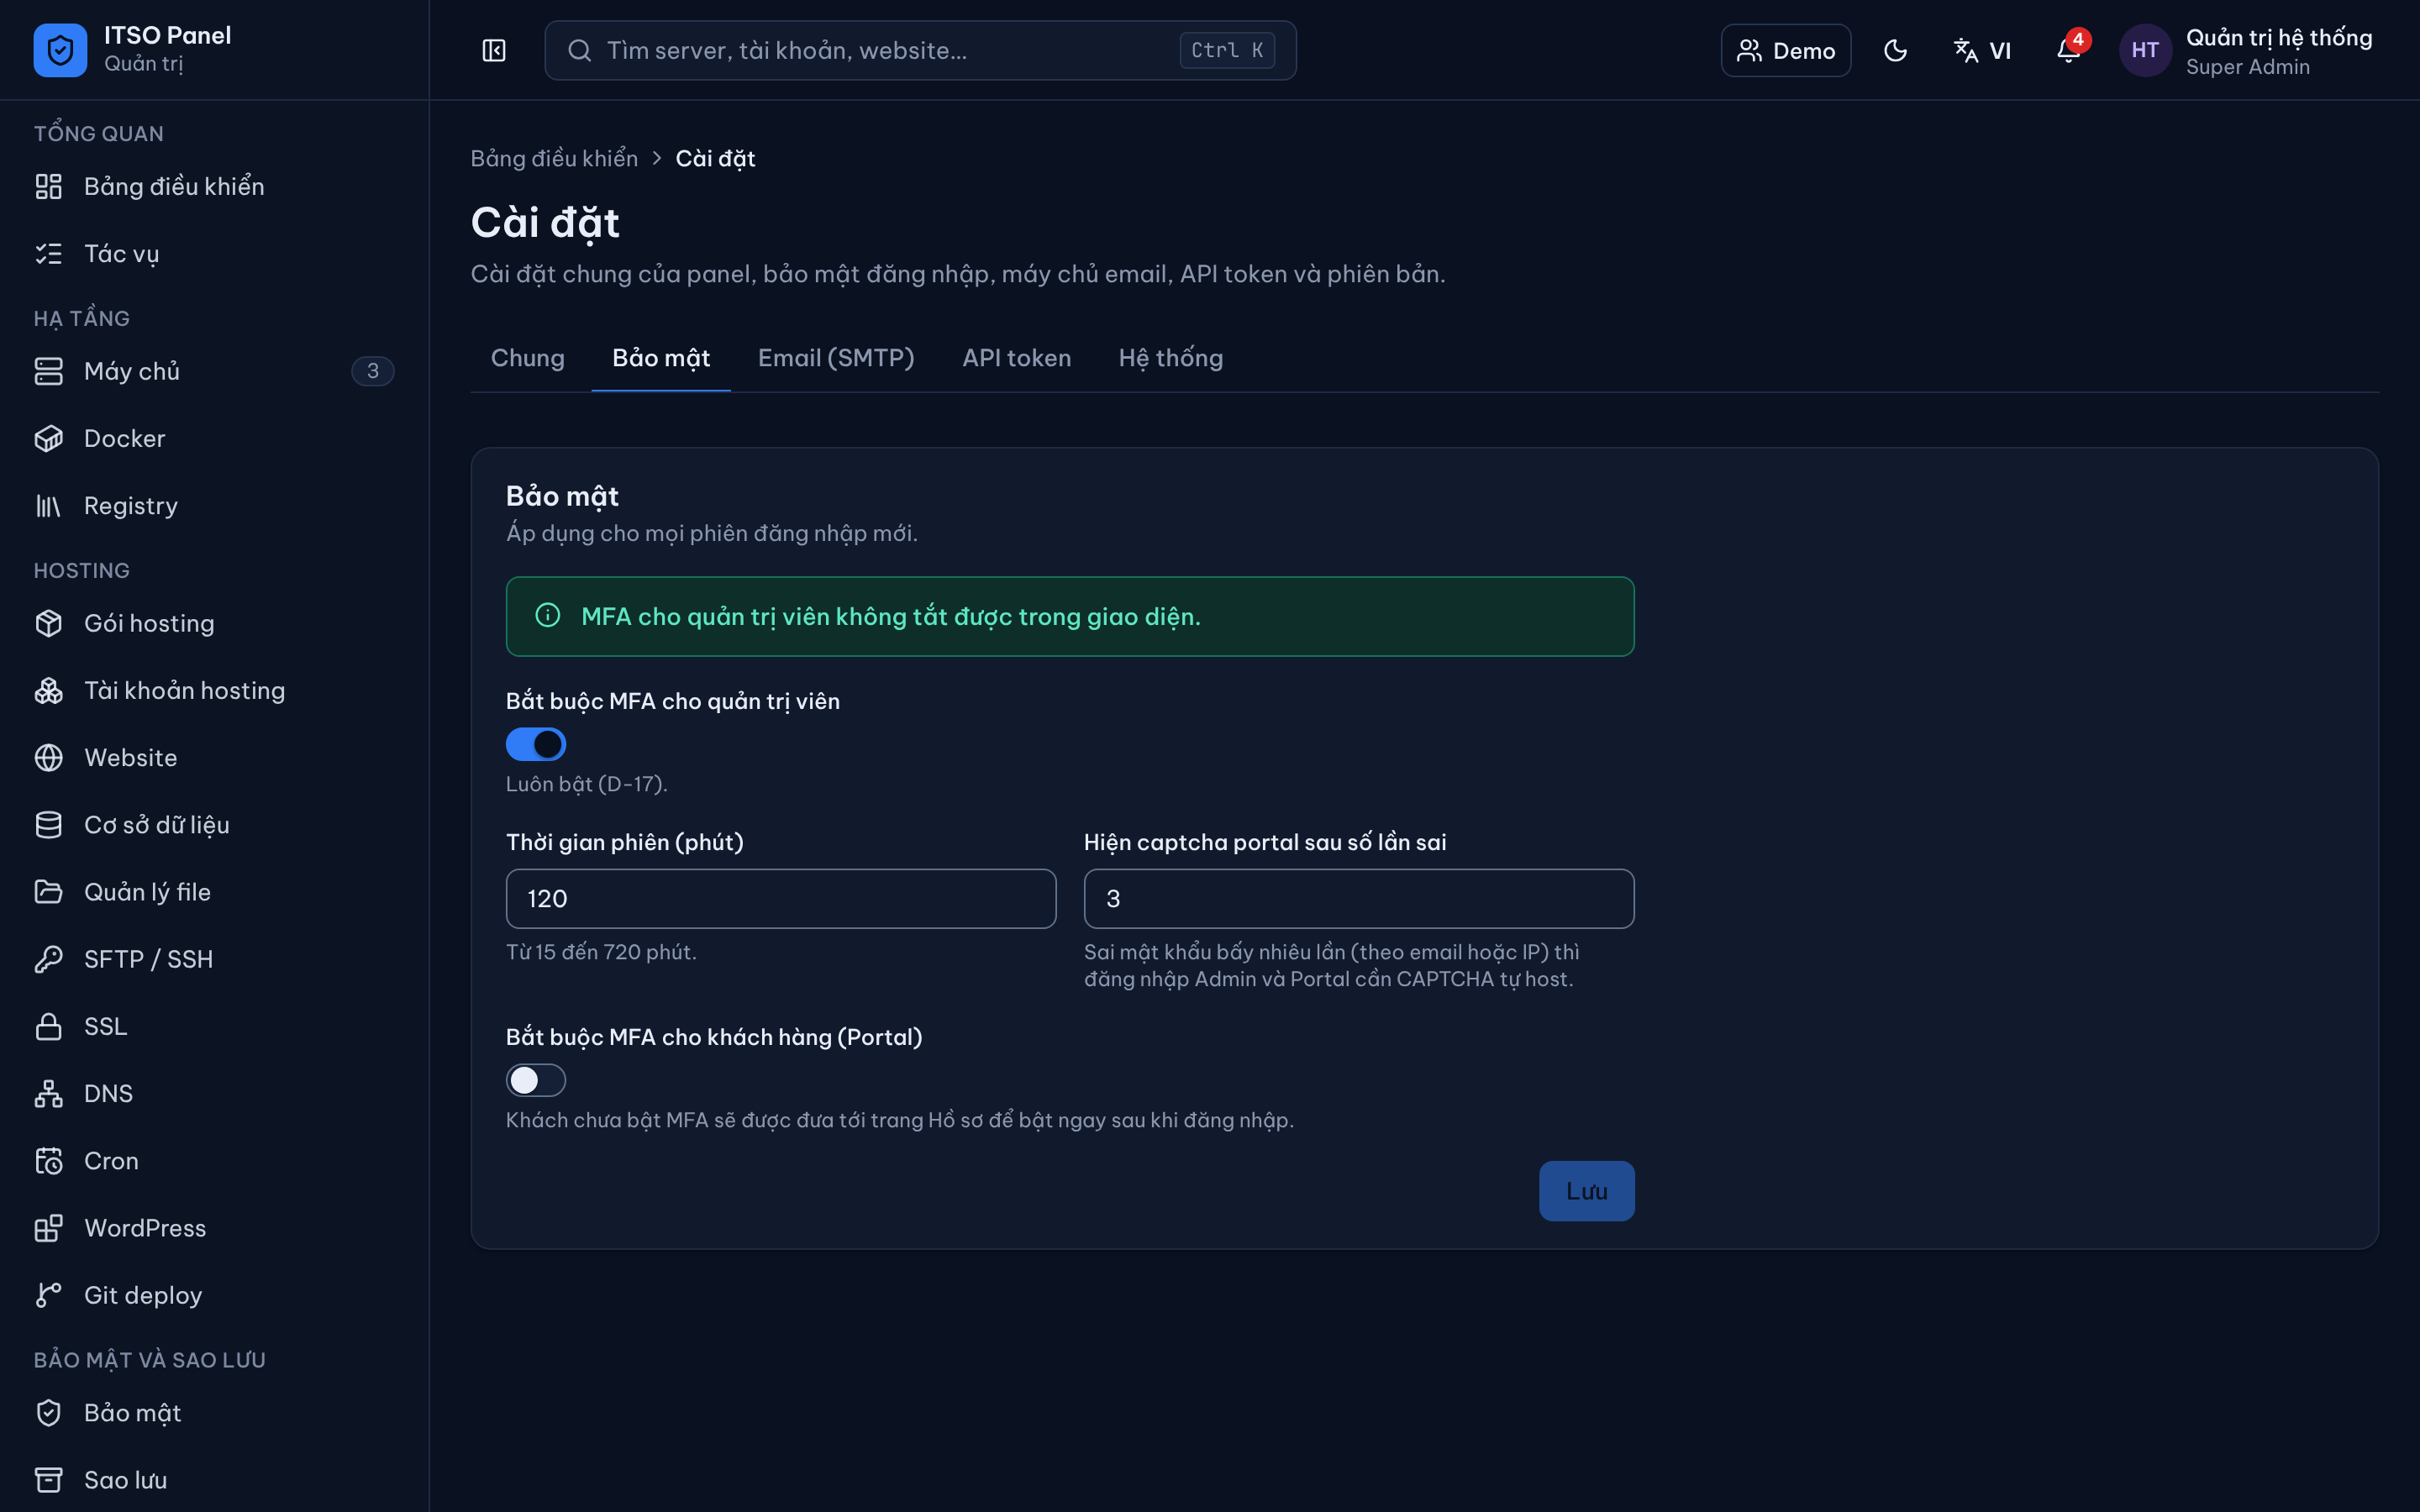 ITSO Panel
Quản trị
Tìm server, tài khoản, website...
Ctrl K
Demo
VI
4
HT
Quản trị hệ thống
Super Admin
TỔNG QUAN
Bảng điều khiển
Tác vụ
HẠ TẦNG
Máy chủ
3
Docker
Registry
HOSTING
Gói hosting
Tài khoản hosting
Website
Cơ sở dữ liệu
Quản lý file
SFTP / SSH
SSL
DNS
Cron
WordPress
Git deploy
BẢO MẬT VÀ SAO LƯU
Bảo mật
Sao lưu
Bảng điều khiển > Cài đặt
Cài đặt
Cài đặt chung của panel, bảo mật đăng nhập, máy chủ email, API token và phiên bản.
Chung
Bảo mật
Email (SMTP)
API token
Hệ thống
Bảo mật
Áp dụng cho mọi phiên đăng nhập mới.
MFA cho quản trị viên không tắt được trong giao diện.
Bắt buộc MFA cho quản trị viên
Luôn bật (D-17).
Thời gian phiên (phút)
120
Từ 15 đến 720 phút.
Hiện captcha portal sau số lần sai
3
Sai mật khẩu bấy nhiêu lần (theo email hoặc IP) thì
đăng nhập Admin và Portal cần CAPTCHA tự host.
Bắt buộc MFA cho khách hàng (Portal)
Khách chưa bật MFA sẽ được đưa tới trang Hồ sơ để bật ngay sau khi đăng nhập.
Lưu